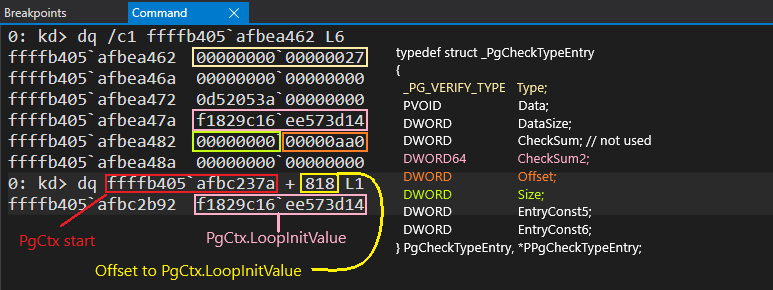 Breakpoints
Command
×
0: kd> dq /c1 ffffb405`afbea462 L6
ffffb405`afbea462 00000000`00000027
ffffb405`afbea46a 00000000`00000000
ffffb405`afbea472 0d52053a`00000000
ffffb405`afbea47a f1829c16`ee573d14
ffffb405`afbea482 00000000`00000aa0
ffffb405`afbea48a 00000000`00000000
0: kd> dq ffffb405`afbc237a + 818 L1
ffffb405`afbc2b92 f1829c16`ee573d14
PgCtx start
PgCtx.LoopInitValue
Offset to PgCtx.LoopInitValue
typedef struct _PgCheckTypeEntry
{
_PG_VERIFY_TYPE Type;
PVOID Data;
DWORD DataSize;
DWORD CheckSum; // not used
DWORD64 CheckSum2;
DWORD Offset;
DWORD Size;
DWORD EntryConst5;
DWORD EntryConst6;
} PgCheckTypeEntry, *PPgCheckTypeEntry;